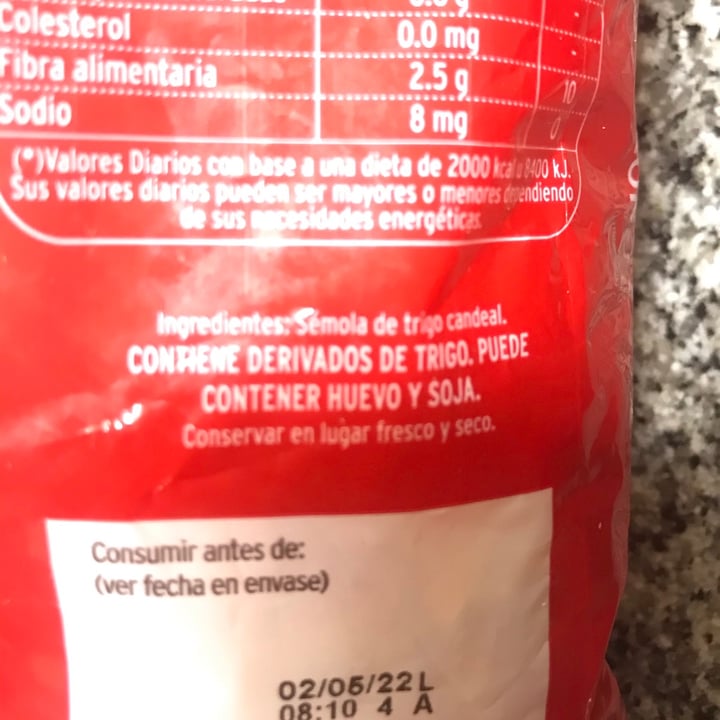 Colesterol 0.0 mg
Fibra alimentaria 2.5 g 10
Sodio 8 mg 0
(*)Valores Diarios con base a una dieta de 2000 kcal u 8400 kJ.
Sus valores diarios pueden ser mayores o menores dependiendo
de sus necesidades energéticas
Ingredientes: Sémola de trigo candeal.
CONTIENE DERIVADOS DE TRIGO. PUEDE
CONTENER HUEVO Y SOJA.
Conservar en lugar fresco y seco.
Consumir antes de:
(ver fecha en envase)
02/05/22 L
08:10 4 A